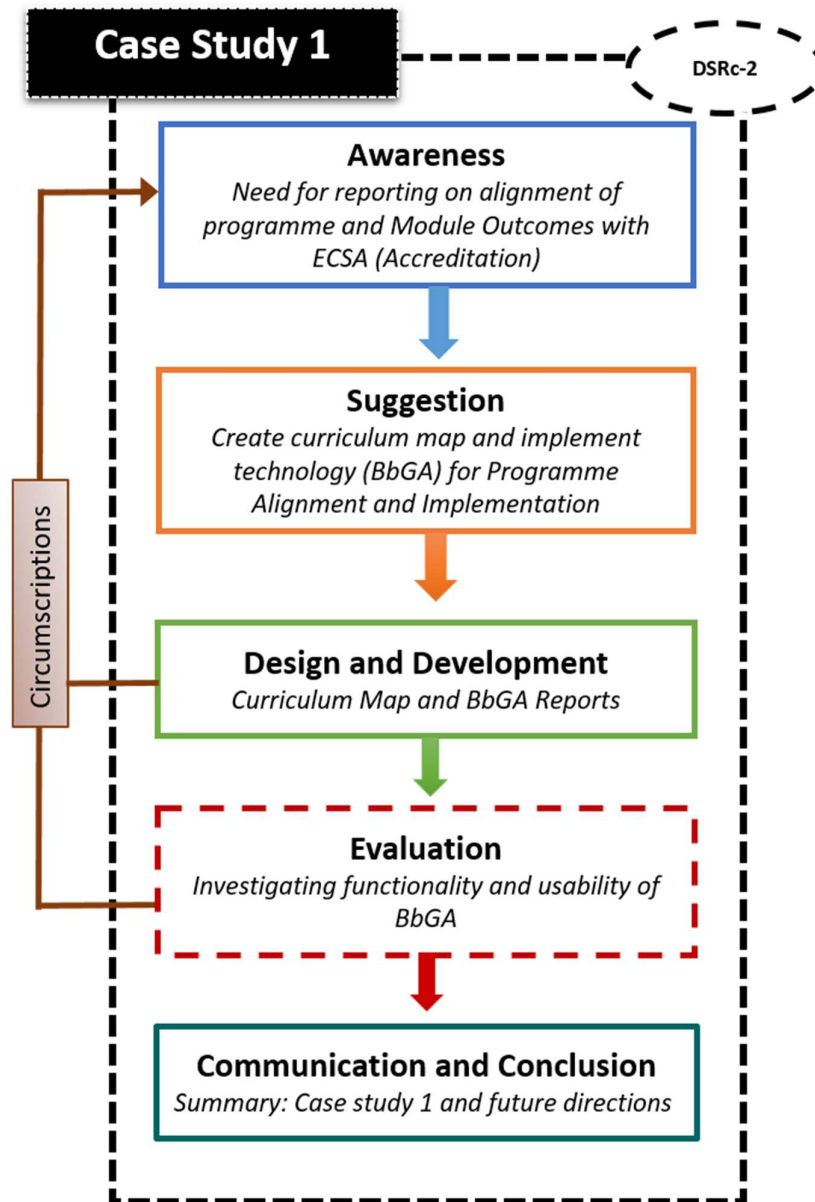 Case Study 1
DSRc-2
Awareness
Need for reporting on alignment of
programme and Module Outcomes with
ECSA (Accreditation)
Suggestion
Create curriculum map and implement
technology (BbGA) for Programme
Alignment and Implementation
Circumscriptions
Design and Development
Curriculum Map and BbGA Reports
Evaluation
Investigating functionality and usability of
BbGA
Communication and Conclusion
Summary: Case study 1 and future directions